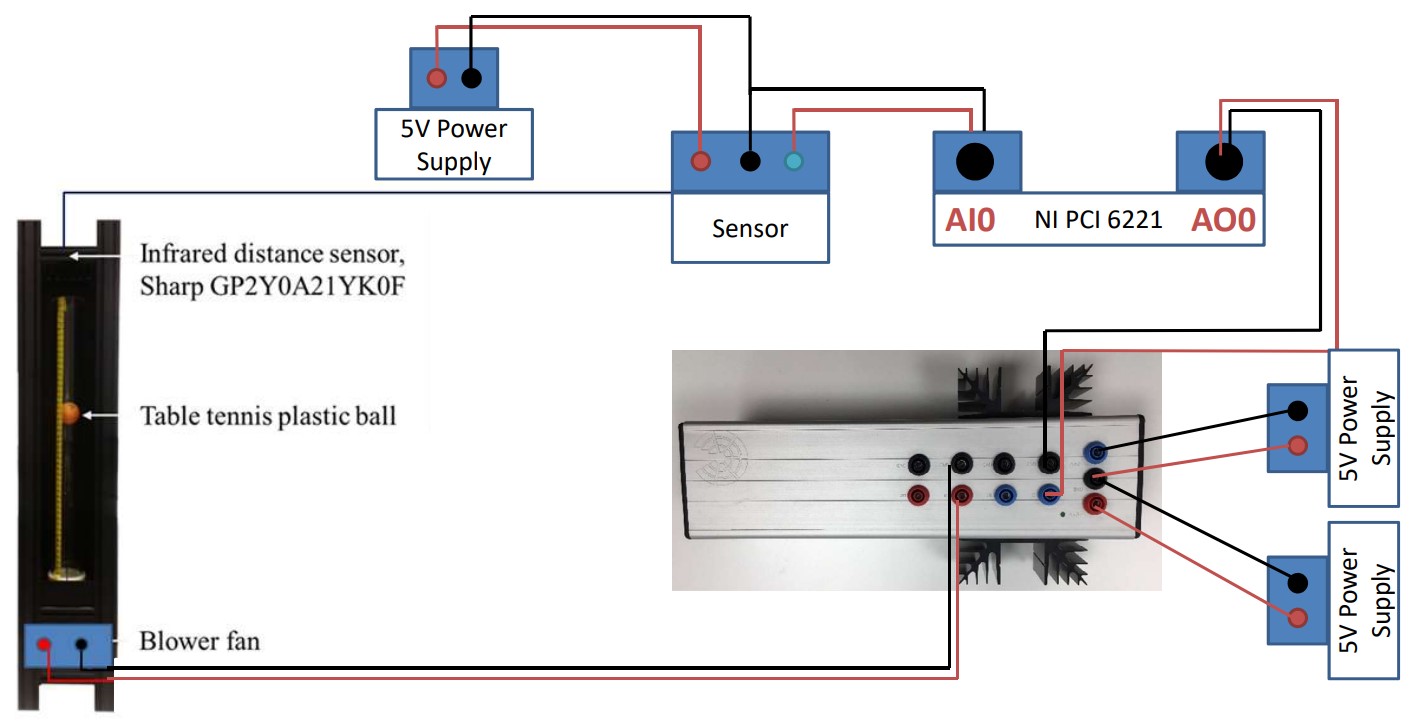 5V Power
Supply
Sensor
AI0
NI PCI 6221
AO0
Infrared distance sensor,
Sharp GP2Y0A21YK0F
Table tennis plastic ball
Blower fan
5V Power
Supply
5V Power
Supply